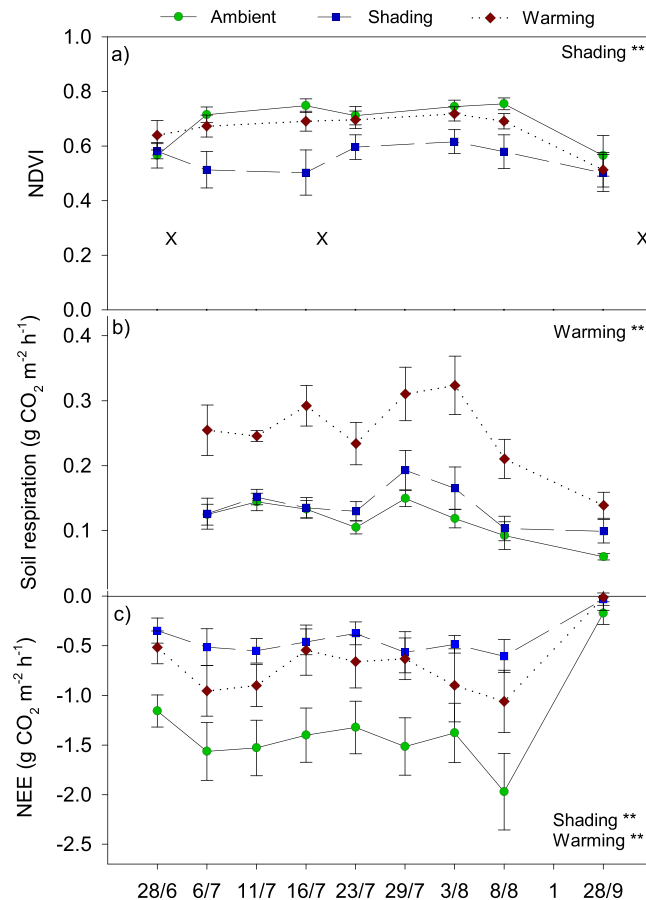 Ambient Shading Warming
a)
Shading **
1.0
0.8
0.6
0.4
0.2
0.0
NDVI
X X X
b)
Warming **
0.4
0.3
0.2
0.1
0.0
Soil respiration (g CO₂ m⁻² h⁻¹)
c)
-0.5
-1.0
-1.5
-2.0
-2.5
NEE (g CO₂ m⁻² h⁻¹)
Shading **
Warming **
28/6 6/7 11/7 16/7 23/7 29/7 3/8 8/8 1 28/9